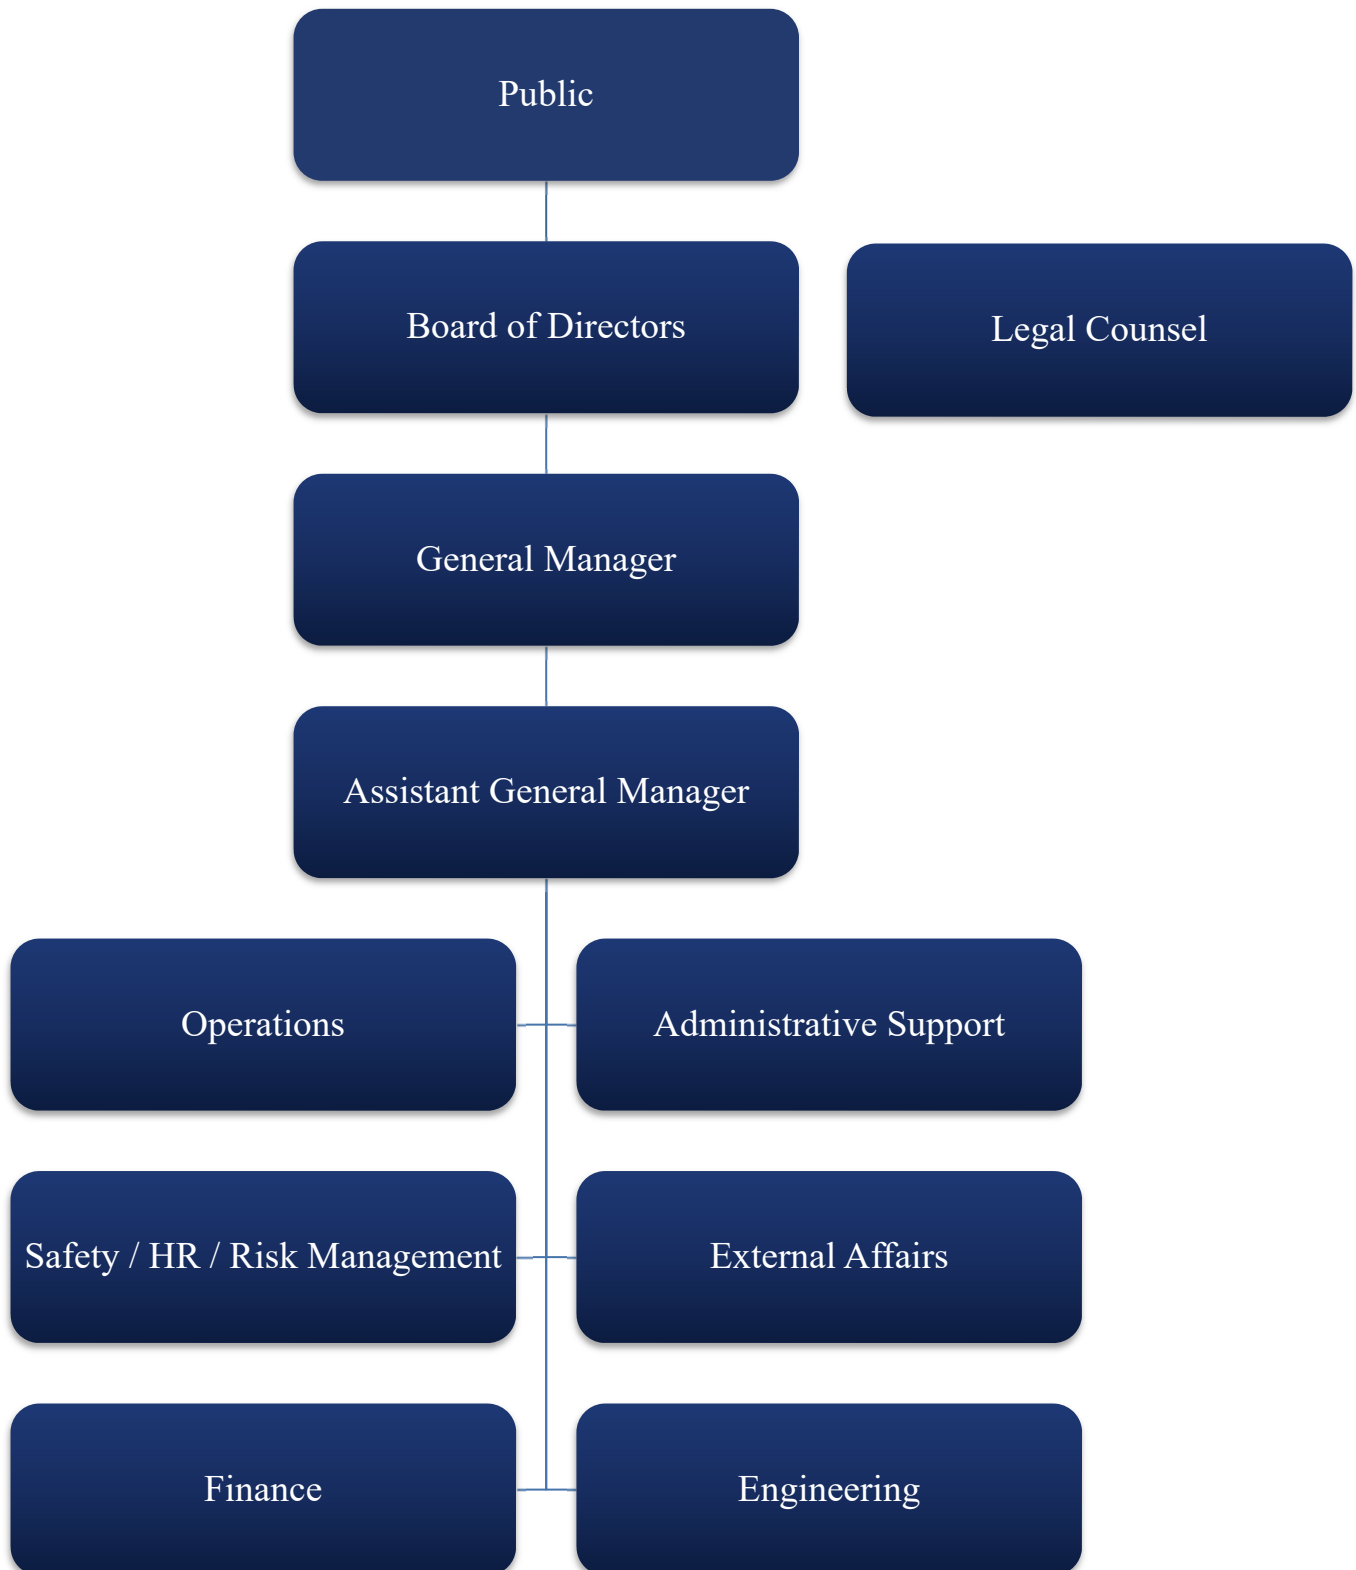 Public
Board of Directors
Legal Counsel
General Manager
Assistant General Manager
Operations
Administrative Support
Safety / HR / Risk Management
External Affairs
Finance
Engineering